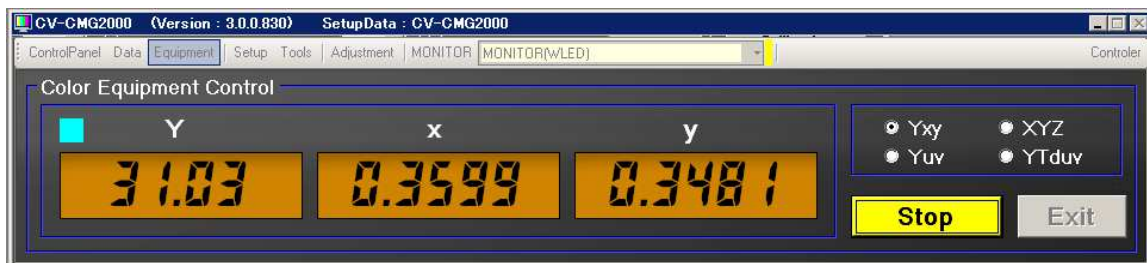 CV-CMG2000 (Version : 3.0.0.830) SetupData : CV-CMG2000
ControlPanel Data Equipment Setup Tools Adjustment MONITOR MONITOR(WLED) Controler
Color Equipment Control
Y x y
31.03 0.3599 0.3481
Yxy XYZ
Yuv YTduv
Stop Exit